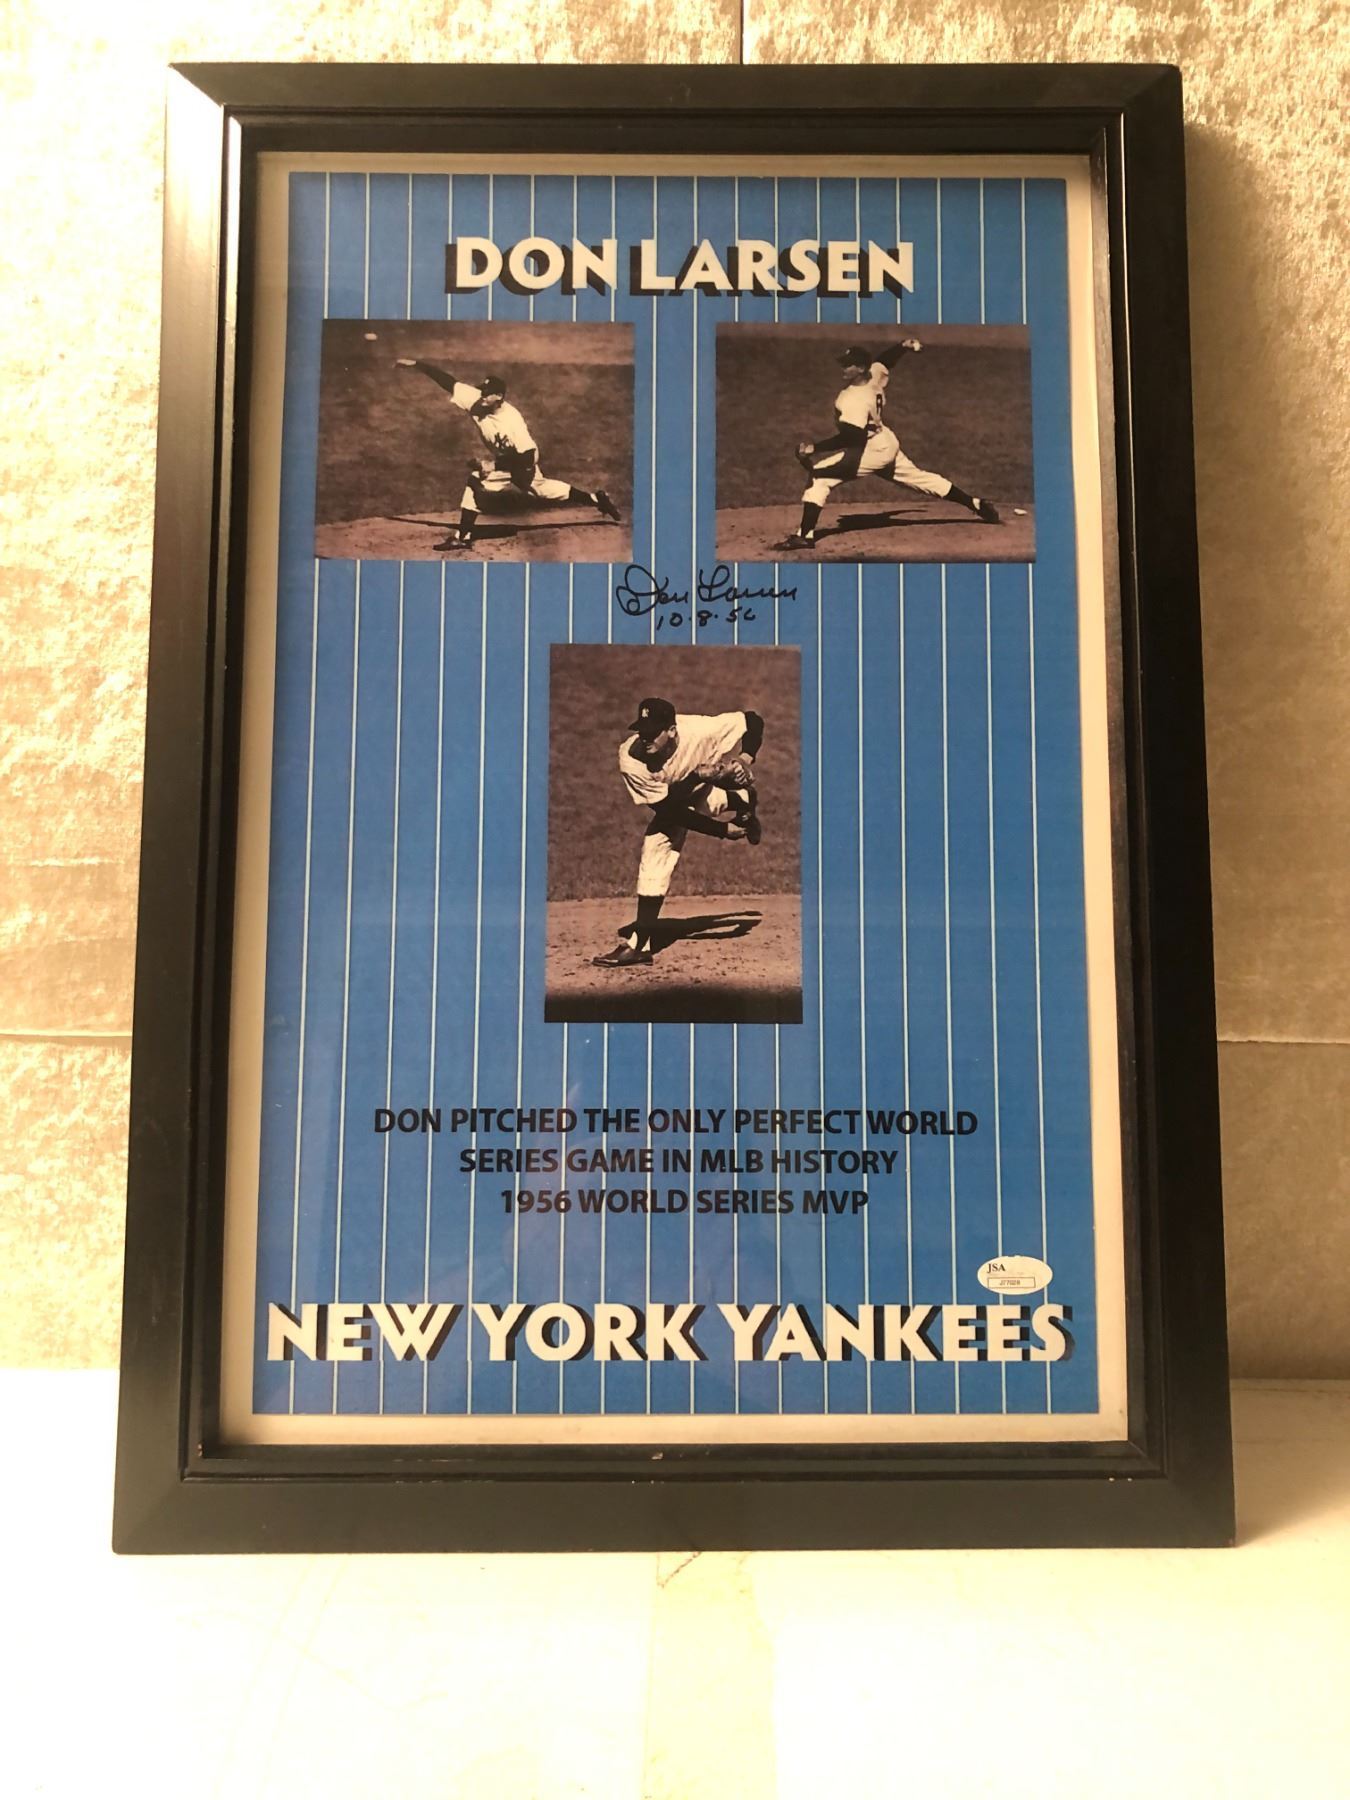 DON LARSEN
Don Larsen
10·8·56
DON PITCHED THE ONLY PERFECT WORLD
SERIES GAME IN MLB HISTORY
1956 WORLD SERIES MVP
JSA
NEW YORK YANKEES